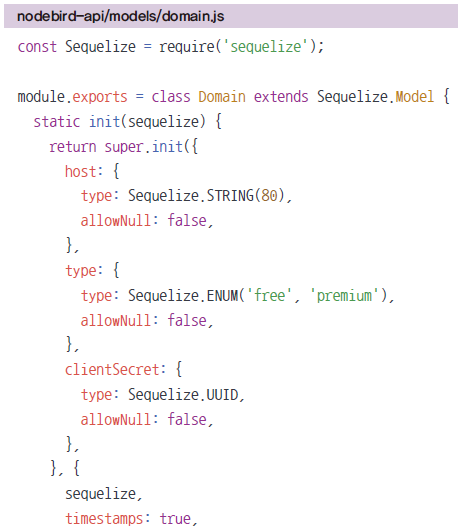 nodebird-api/models/domain.js
const Sequelize = require('sequelize');
module.exports = class Domain extends Sequelize.Model {
  static init(sequelize) {
    return super.init({
      host: {
        type: Sequelize.STRING(80),
        allowNull: false,
      },
      type: {
        type: Sequelize.ENUM('free', 'premium'),
        allowNull: false,
      },
      clientSecret: {
        type: Sequelize.UUID,
        allowNull: false,
      },
    }, {
      sequelize,
      timestamps: true,